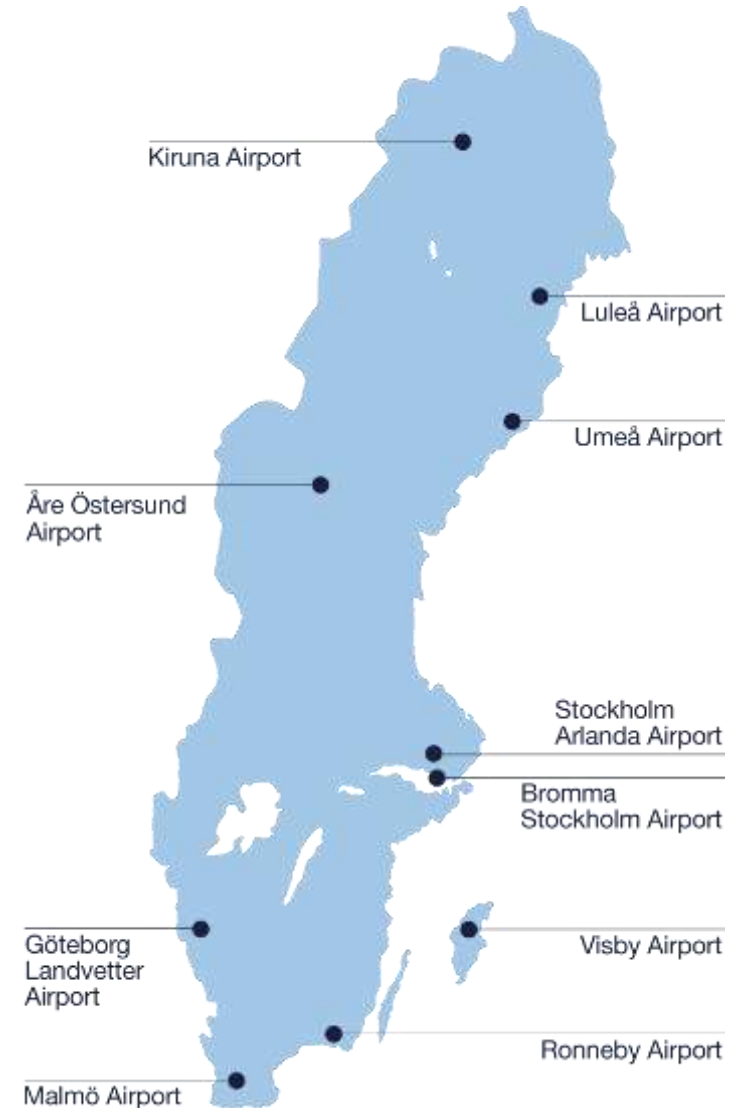 Kiruna Airport
Luleå Airport
Umeå Airport
Åre Östersund
Airport
Stockholm
Arlanda Airport
Bromma
Stockholm Airport
Göteborg
Landvetter
Airport
Visby Airport
Ronneby Airport
Malmö Airport